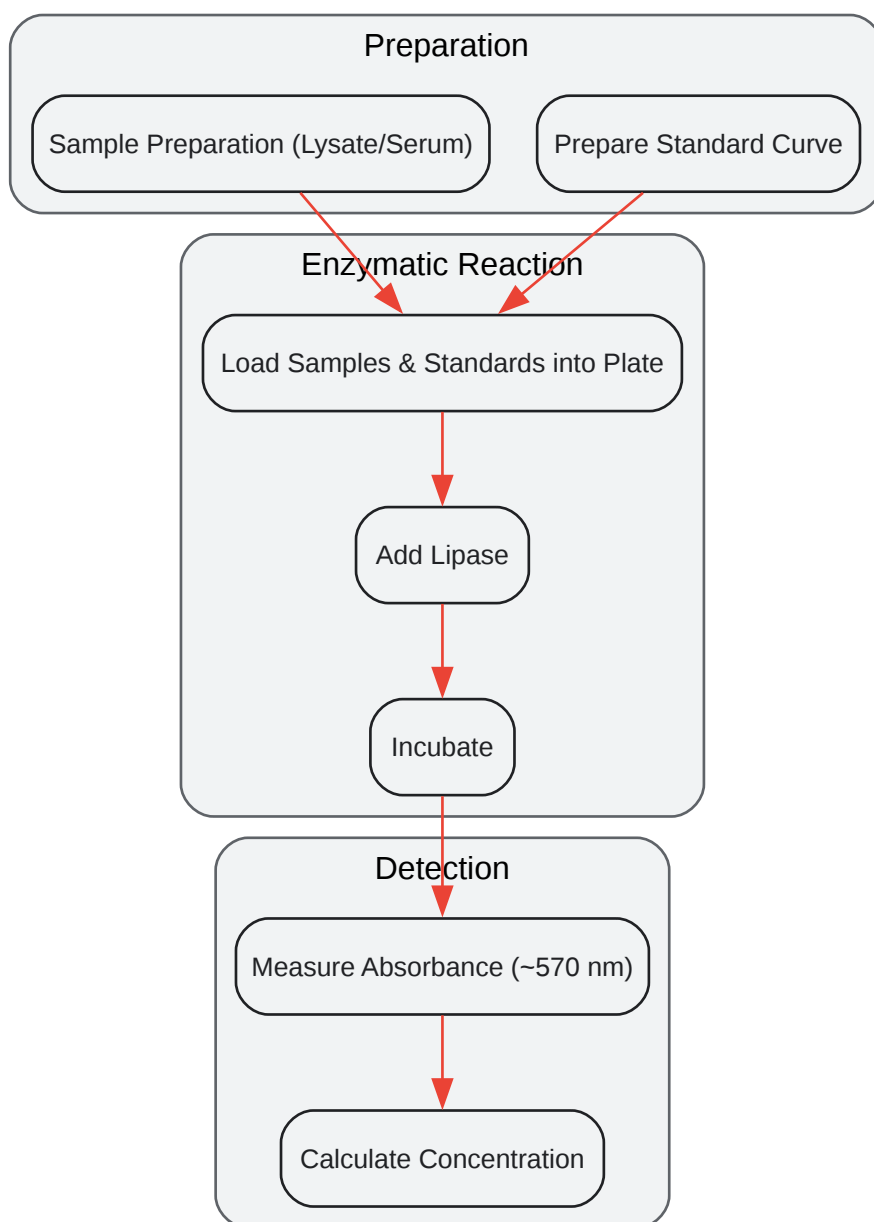 Preparation
Sample Preparation (Lysate/Serum)
Prepare Standard Curve
Enzymatic Reaction
Load Samples & Standards into Plate
Add Lipase
Incubate
Detection
Measure Absorbance (~570 nm)
Calculate Concentration